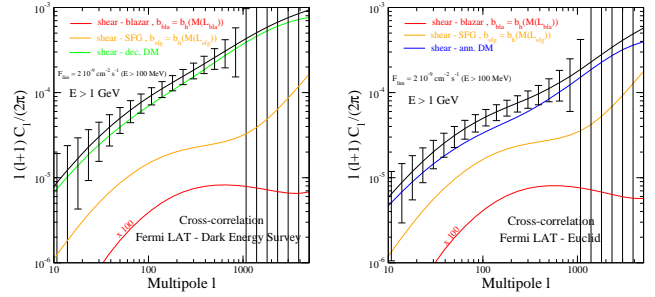 shear - blazar , b_bla = b_h(M(L_bla))
shear - SFG, b_sfg = b_h(M(L_sfg))
shear - dec. DM
F_lim = 2 10^-9 cm^-2 s^-1 (E > 100 MeV)
E > 1 GeV
x 100
Cross-correlation
Fermi LAT - Dark Energy Survey
10^-3
10^-4
10^-5
10^-6
10
100
1000
l (l+1) C_l /(2π)
Multipole l
shear - blazar , b_bla = b_h(M(L_bla))
shear - SFG, b_sfg = b_h(M(L_sfg))
shear - ann. DM
F_lim = 2 10^-9 cm^-2 s^-1 (E > 100 MeV)
E > 1 GeV
x 100
Cross-correlation
Fermi LAT - Euclid
10^-3
10^-4
10^-5
10^-6
10
100
1000
l (l+1) C_l /(2π)
Multipole l